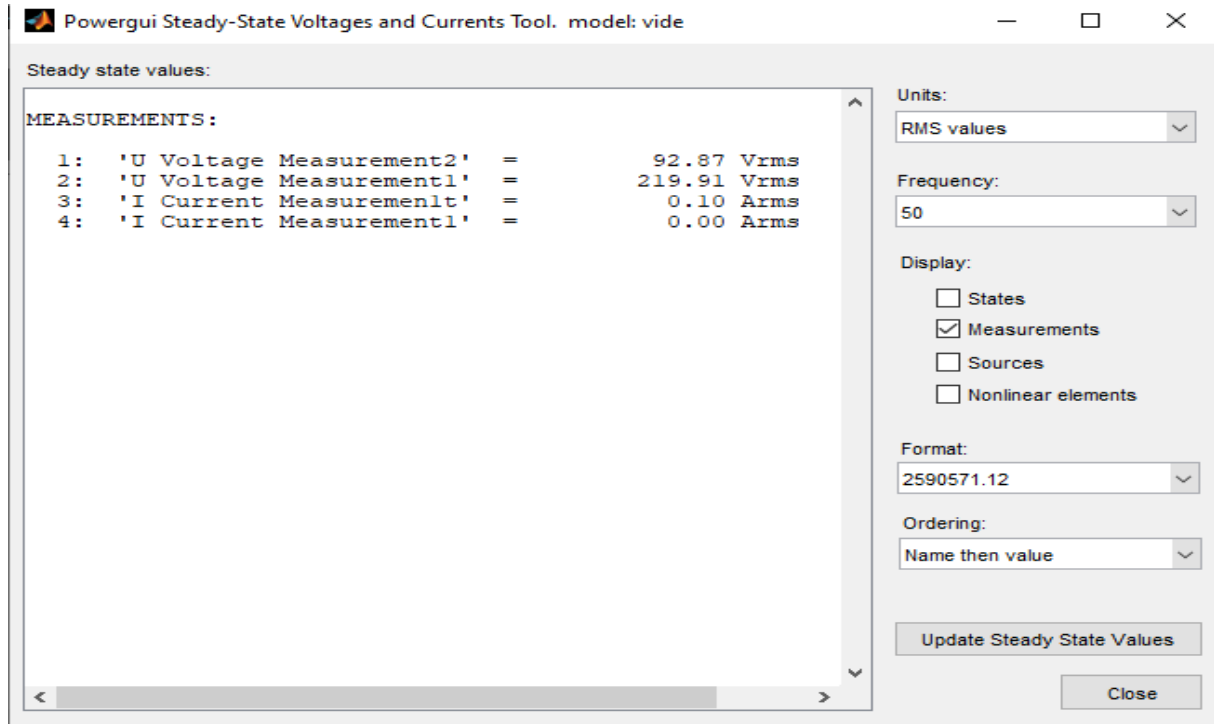 Powergui Steady-State Voltages and Currents Tool.  model: vide
Steady state values:
MEASUREMENTS:
1:  'U Voltage Measurement2'  =  92.87 Vrms
2:  'U Voltage Measurement1'  =  219.91 Vrms
3:  'I Current Measurement'  =  0.10 Arms
4:  'I Current Measurement1'  =  0.00 Arms
Units:
RMS values
Frequency:
50
Display:
States
Measurements
Sources
Nonlinear elements
Format:
2590571.12
Ordering:
Name then value
Update Steady State Values
Close